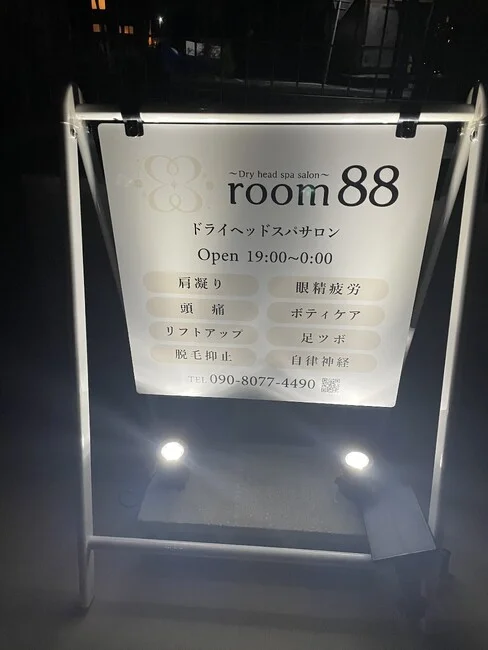 ~Dry head spa salon~
room 88
ドライヘッドスパサロン
Open 19:00~0:00
肩凝り 眼精疲労
頭 痛 ボティケア
リフトアップ 足ツボ
脱毛抑止 自律神経
TEL 090-8077-4490